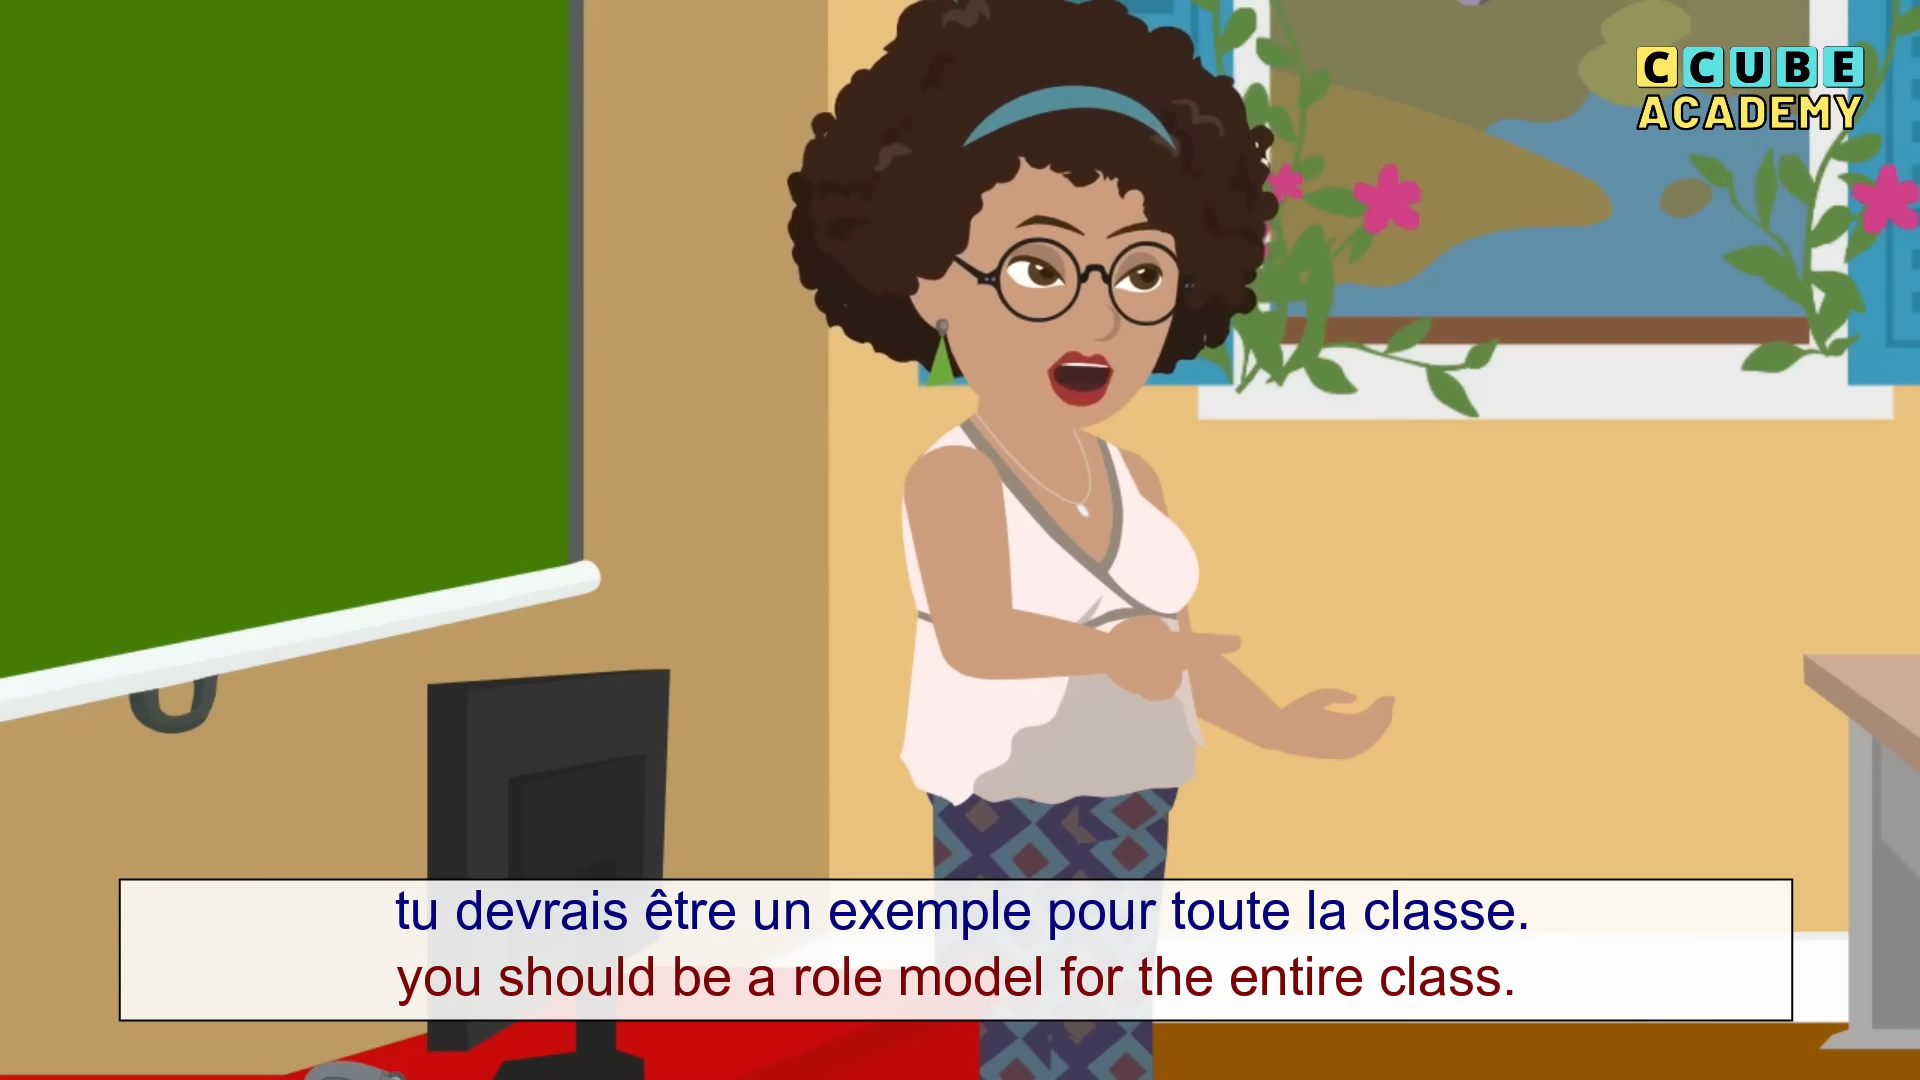 CCUBE
ACADEMY
tu devrais être un exemple pour toute la classe.
you should be a role model for the entire class.